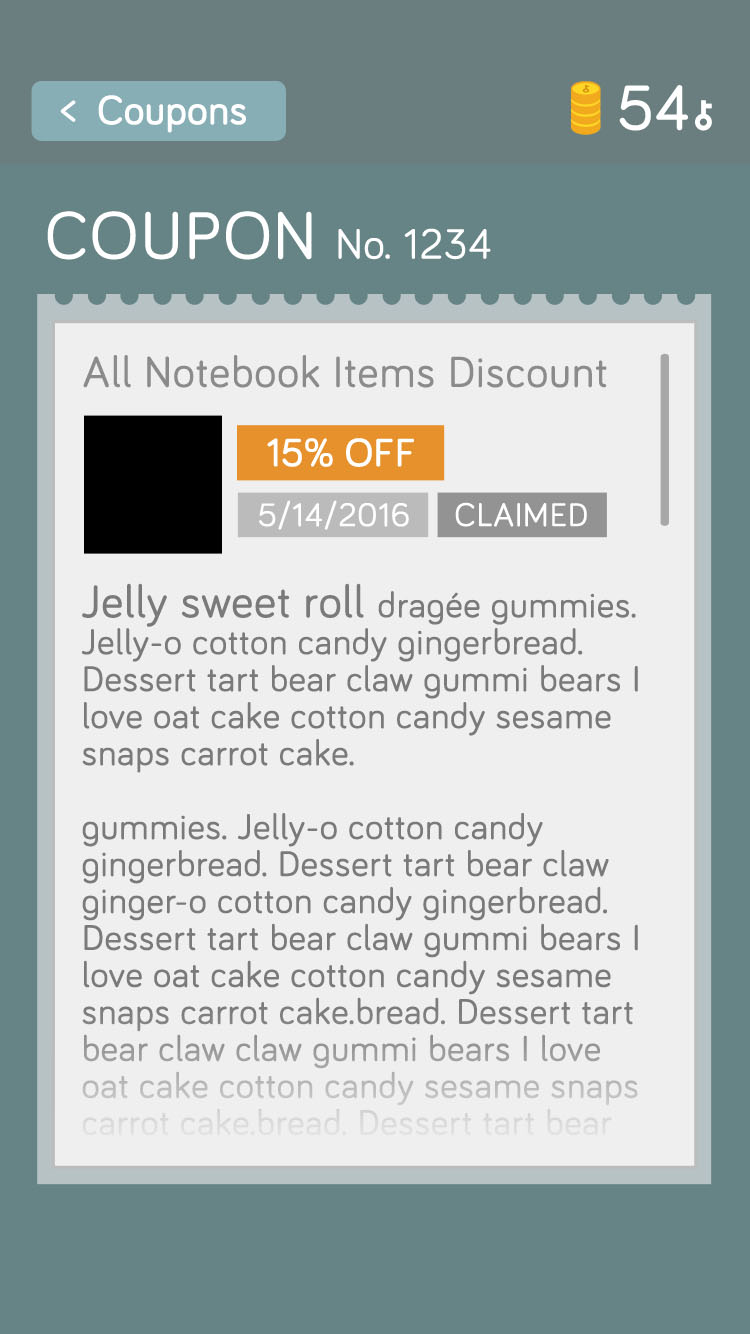 < Coupons
54
COUPON No. 1234
All Notebook Items Discount
15% OFF
5/14/2016 CLAIMED
Jelly sweet roll dragée gummies.
Jelly-o cotton candy gingerbread.
Dessert tart bear claw gummi bears I
love oat cake cotton candy sesame
snaps carrot cake.
gummies. Jelly-o cotton candy
gingerbread. Dessert tart bear claw
ginger-o cotton candy gingerbread.
Dessert tart bear claw gummi bears I
love oat cake cotton candy sesame
snaps carrot cake.bread. Dessert tart
bear claw claw gummi bears I love
oat cake cotton candy sesame snaps
carrot cake.bread. Dessert tart bear